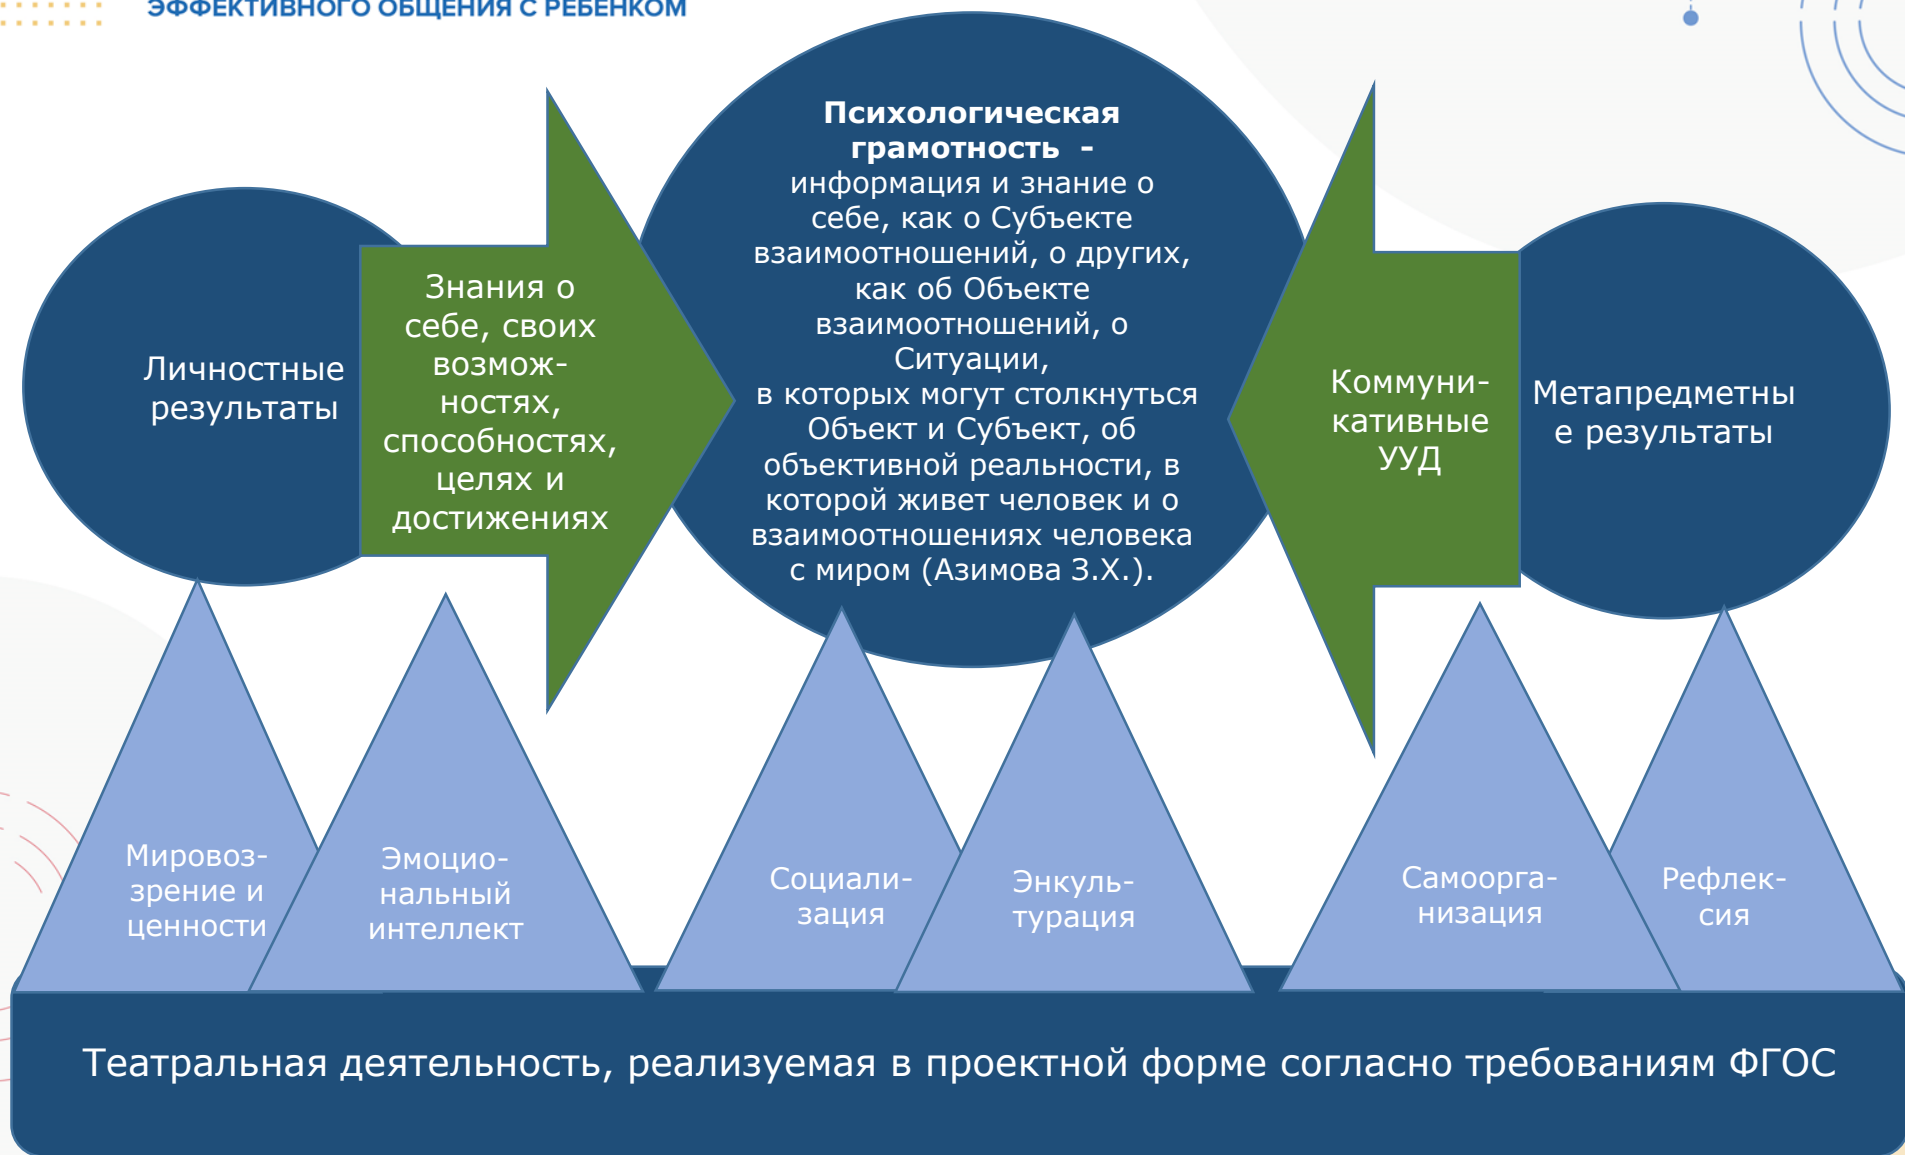 ЭФФЕКТИВНОГО ОБЩЕНИЯ С РЕБЕНКОМ
Личностные
результаты
Знания о
себе, своих
возмож-
ностях,
способностях,
целях и
достижениях
Психологическая
грамотность -
информация и знание о
себе, как о Субъекте
взаимоотношений, о других,
как об Объекте
взаимоотношений, о
Ситуации,
в которых могут столкнуться
Объект и Субъект, об
объективной реальности, в
которой живет человек и о
взаимоотношениях человека
с миром (Азимова З.Х.).
Коммуни-
кативные
УУД
Метапредметны
е результаты
Мировоз-
зрение и
ценности
Эмоцио-
нальный
интеллект
Социали-
зация
Энкуль-
турация
Самоорга-
низация
Рефлек-
сия
Театральная деятельность, реализуемая в проектной форме согласно требованиям ФГОС